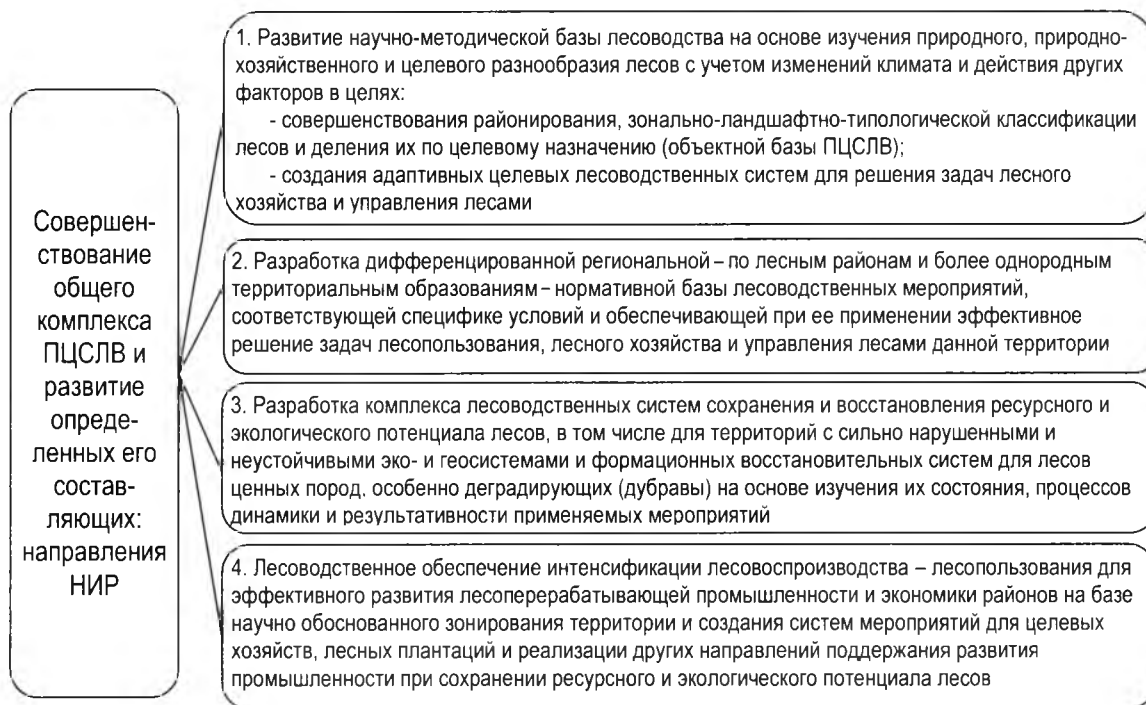 Совершен-
ствование
общего
комплекса
ПЦСЛВ и
развитие
опреде-
ленных его
состав-
ляющих:
направления
НИР
1. Развитие научно-методической базы лесоводства на основе изучения природного, природно-
хозяйственного и целевого разнообразия лесов с учетом изменений климата и действия других
факторов в целях:
- совершенствования районирования, зонально-ландшафтно-типологической классификации
лесов и деления их по целевому назначению (объектной базы ПЦСЛВ);
- создания адаптивных целевых лесоводственных систем для решения задач лесного
хозяйства и управления лесами
2. Разработка дифференцированной региональной – по лесным районам и более однородным
территориальным образованиям – нормативной базы лесоводственных мероприятий,
соответствующей специфике условий и обеспечивающей при ее применении эффективное
решение задач лесопользования, лесного хозяйства и управления лесами данной территории
3. Разработка комплекса лесоводственных систем сохранения и восстановления ресурсного и
экологического потенциала лесов, в том числе для территорий с сильно нарушенными и
неустойчивыми эко- и геосистемами и формационных восстановительных систем для лесов
ценных пород, особенно деградирующих (дубравы) на основе изучения их состояния, процессов
динамики и результативности применяемых мероприятий
4. Лесоводственное обеспечение интенсификации лесовоспроизводства – лесопользования для
эффективного развития лесоперерабатывающей промышленности и экономики районов на базе
научно обоснованного зонирования территории и создания систем мероприятий для целевых
хозяйств, лесных плантаций и реализации других направлений поддержания развития
промышленности при сохранении ресурсного и экологического потенциала лесов